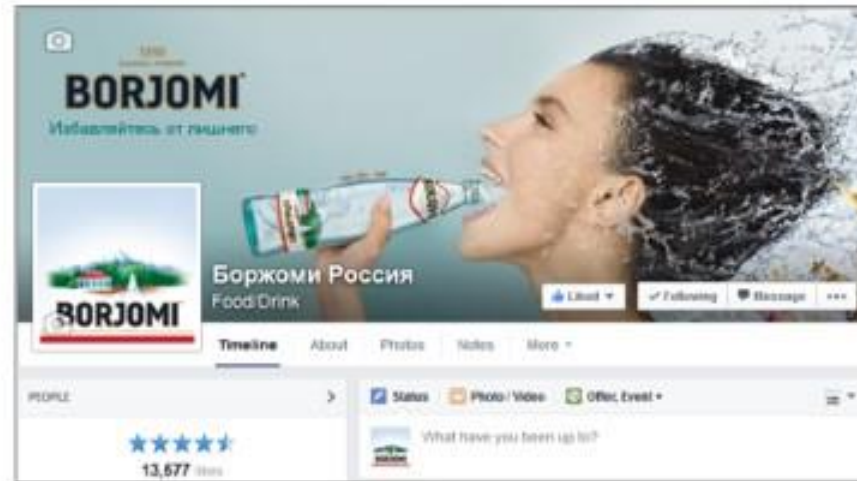 BORJOMI
Избавляйтесь от лишнего
BORJOMI
Боржоми Россия
Food/Drink
Liked
Following
Message
Timeline
About
Photos
Notes
More
PEOPLE
Status
Photo / Video
Offer, Event
What have you been up to?
13,577 likes